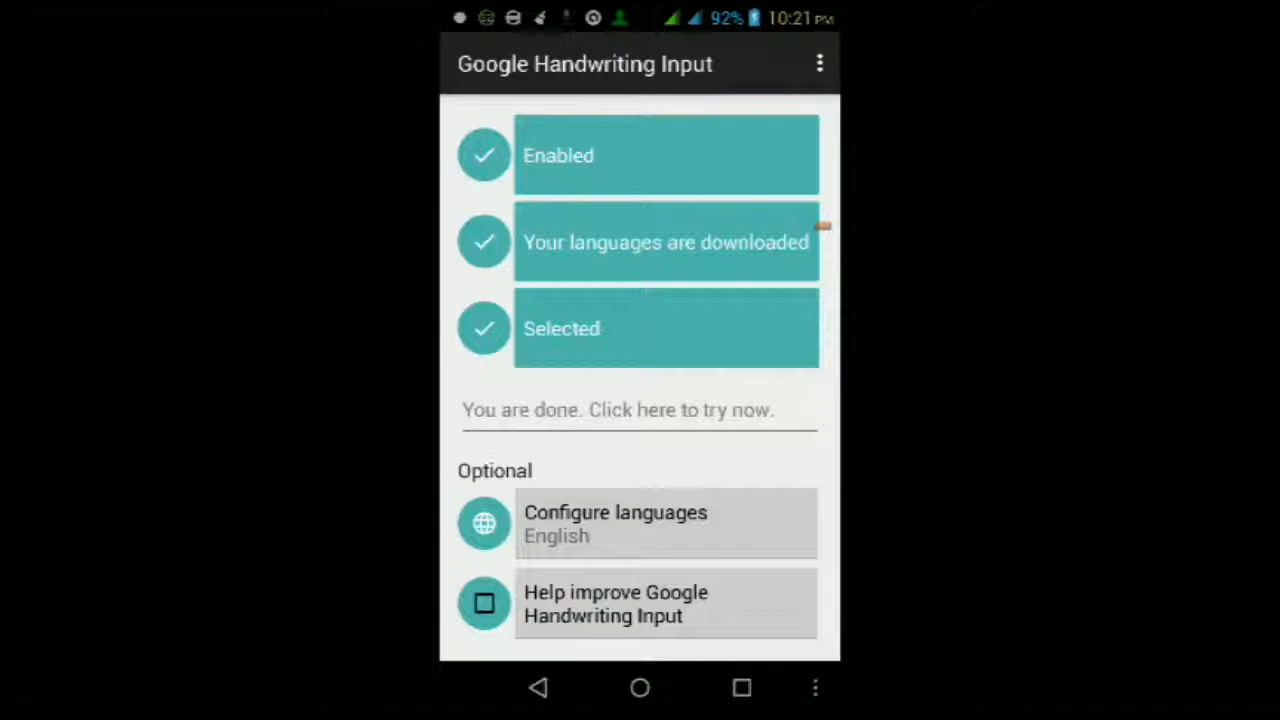 92% 10:21 PM
Google Handwriting Input
Enabled
Your languages are downloaded
Selected
You are done. Click here to try now.
Optional
Configure languages
English
Help improve Google
Handwriting Input